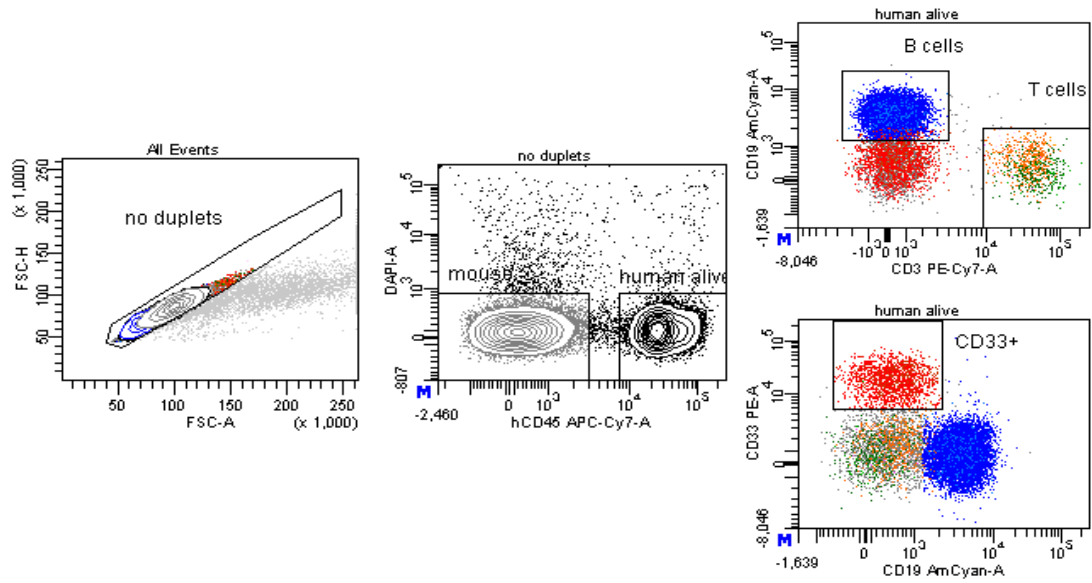 All Events
no duplets
FSC-H
(x 1,000)
50
100
150
200
250
50
100
150
200
250
FSC-A
(x 1,000)
no duplets
mouse
human alive
DAPI-A
-807
0
10^3
10^4
10^5
M
-2,460
0
10^3
10^4
10^5
hCD45 APC-Cy7-A
human alive
B cells
T cells
CD19 AmCyan-A
-1,639
0
10^3
10^4
10^5
M
-8,046
-10^3
0
10^3
10^4
10^5
CD3 PE-Cy7-A
human alive
CD33+
CD33 PE-A
-8,046
0
10^4
10^5
M
-1,639
0
10^3
10^4
10^5
CD19 AmCyan-A